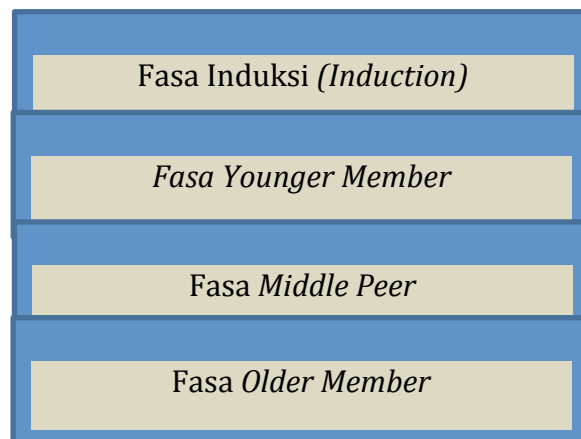 Fasa Induksi (Induction)
Fasa Younger Member
Fasa Middle Peer
Fasa Older Member